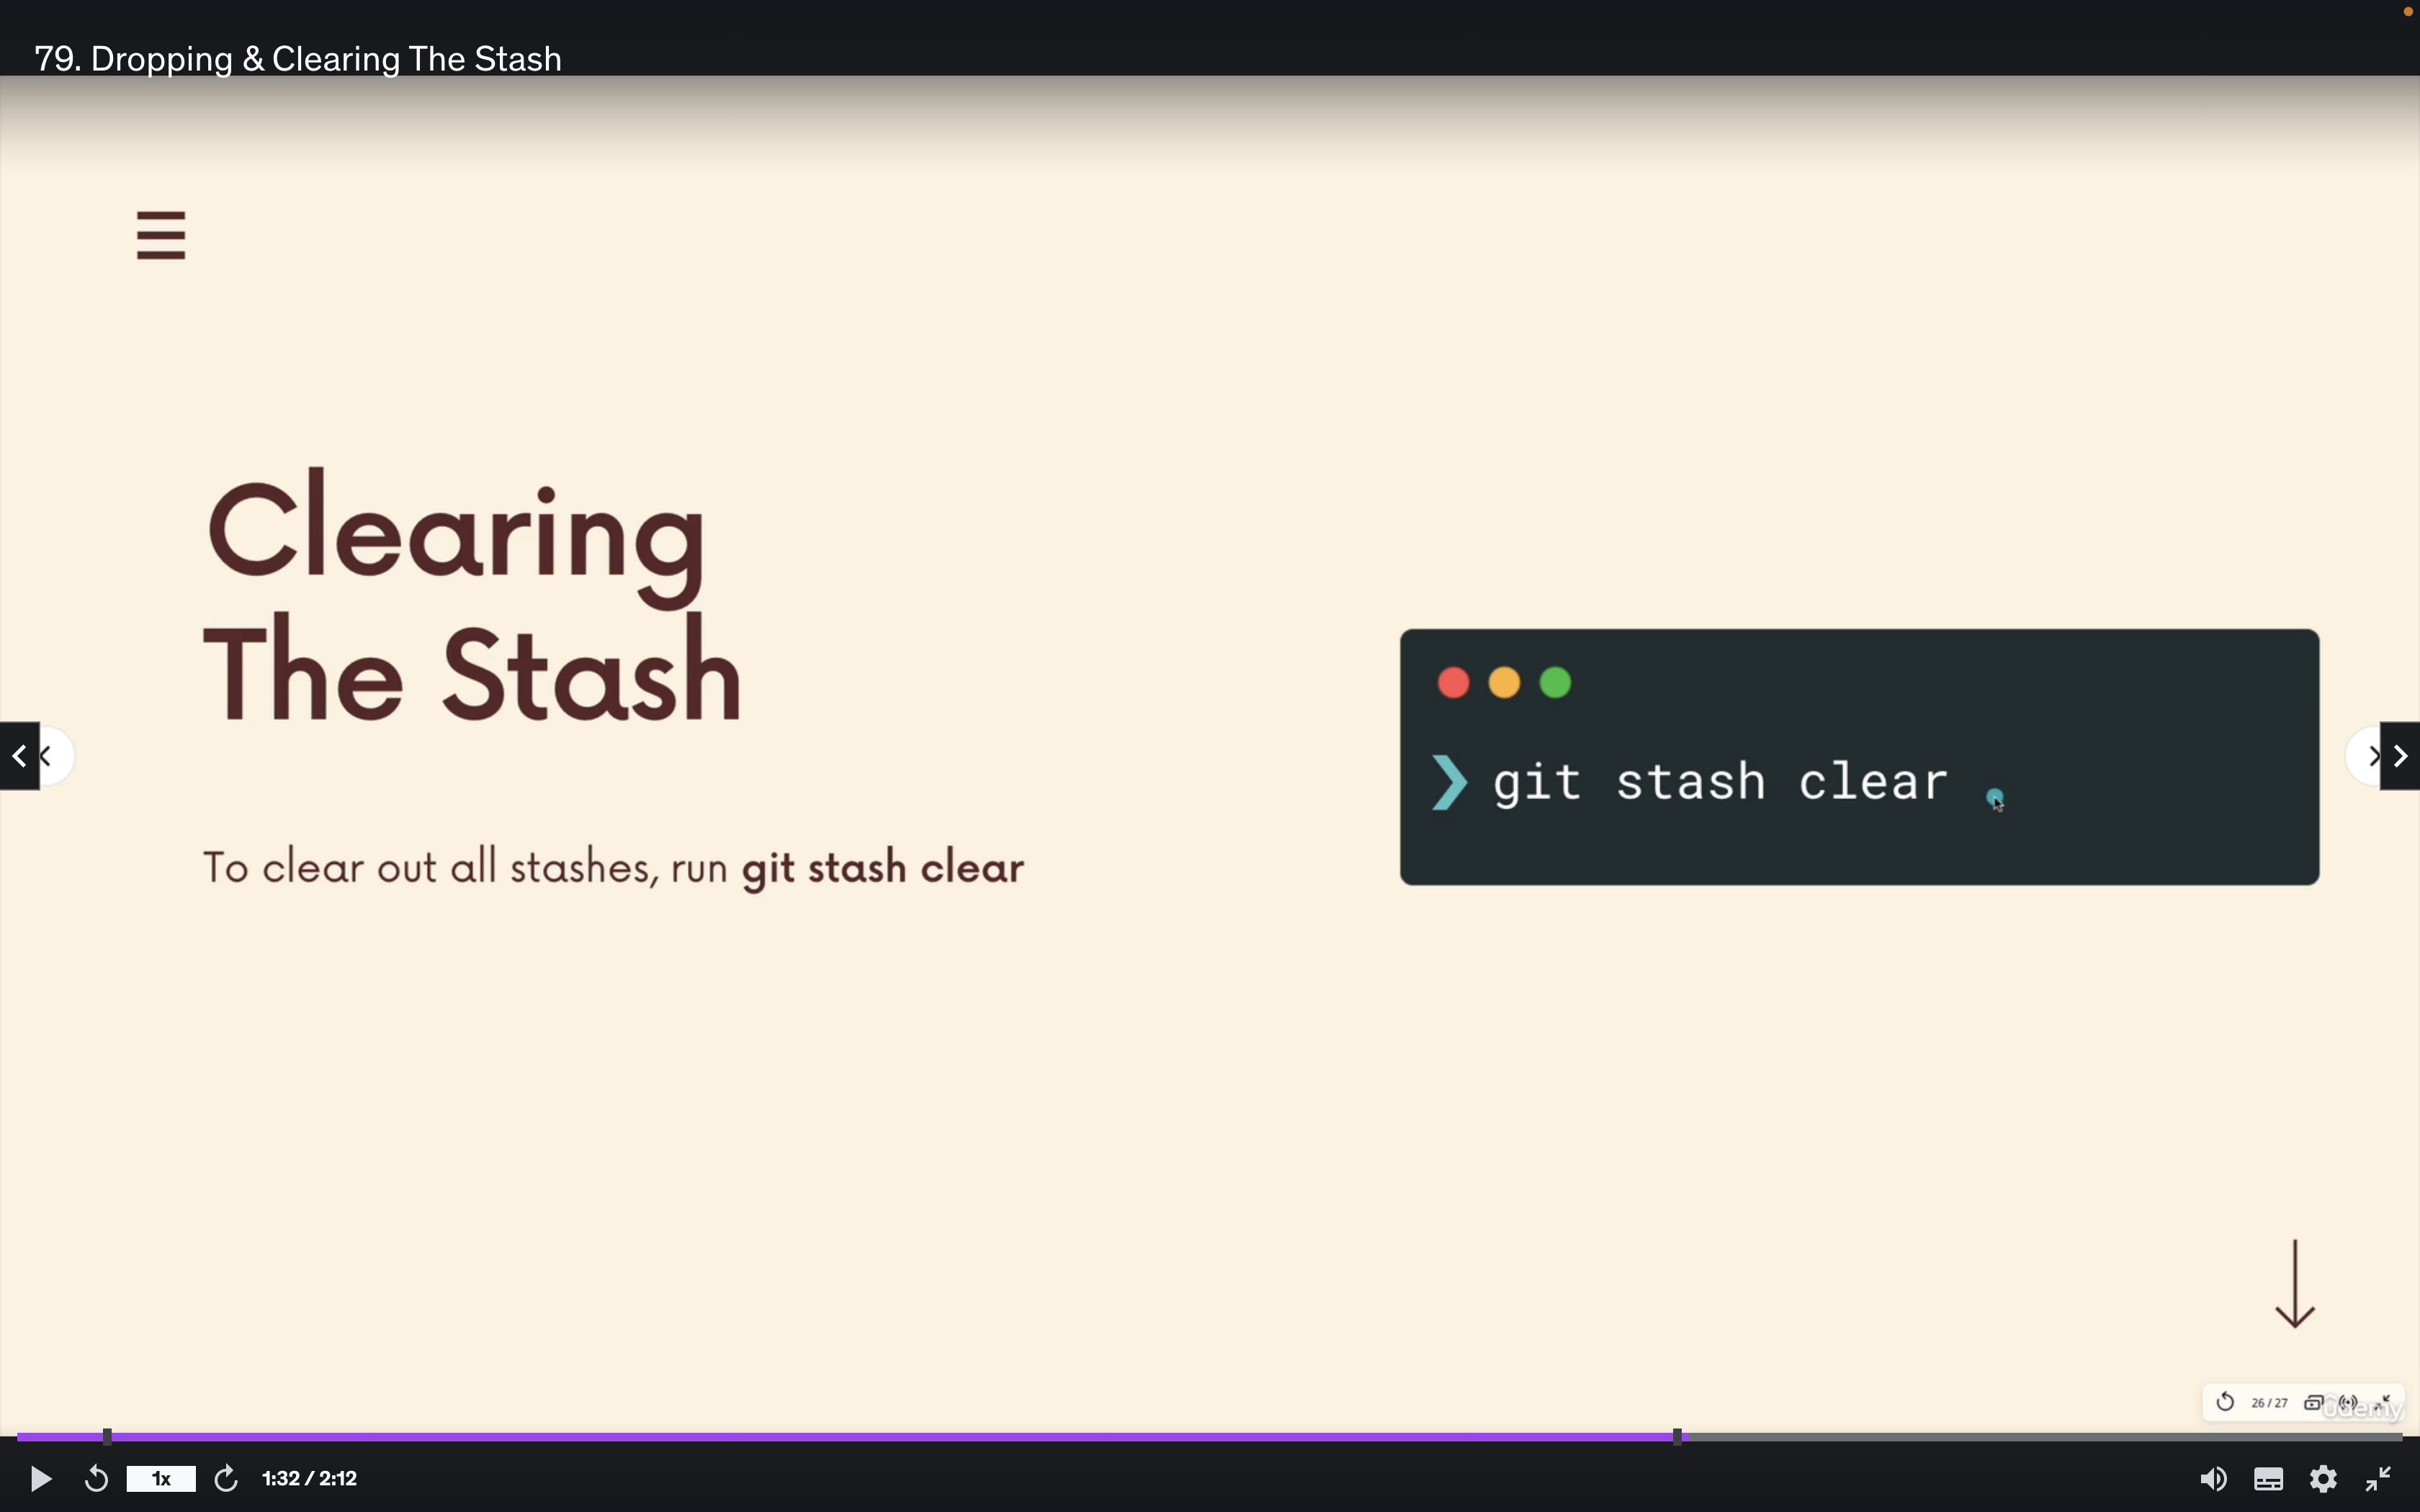 79. Dropping & Clearing The Stash
Clearing
The Stash
git stash clear
To clear out all stashes, run git stash clear
26 / 27
Udemy
1x
1:32 / 2:12